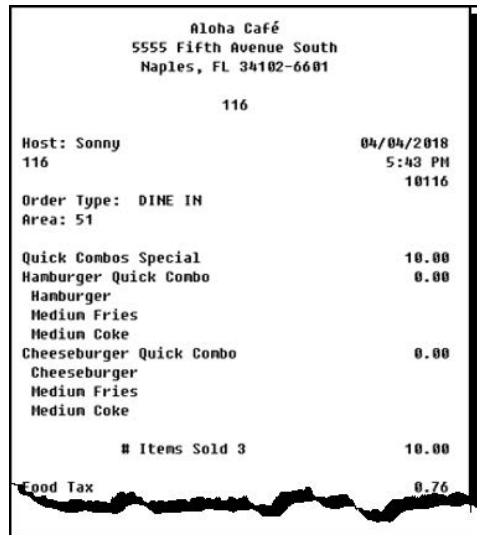 Aloha Café
5555 Fifth Avenue South
Naples, FL 34102-6601
116
Host: Sonny 04/04/2018
116 5:43 PM
10116
Order Type: DINE IN
Area: 51
Quick Combos Special 10.00
Hamburger Quick Combo 0.00
Hamburger
Medium Fries
Medium Coke
Cheeseburger Quick Combo 0.00
Cheeseburger
Medium Fries
Medium Coke
# Items Sold 3 10.00
Food Tax 0.76